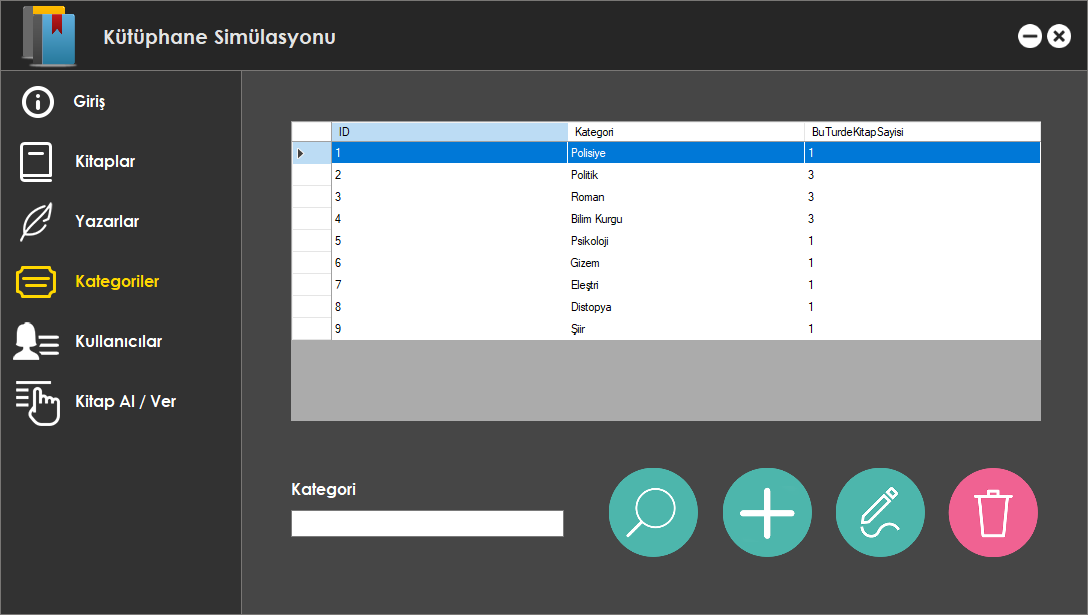 Kütüphane Simülasyonu
Giriş
Kitaplar
Yazarlar
Kategoriler
Kullanıcılar
Kitap Al / Ver
ID Kategori BuTurdeKitapSayisi
1 Polisiye 1
2 Politik 3
3 Roman 3
4 Bilim Kurgu 3
5 Psikoloji 1
6 Gizem 1
7 Eleştri 1
8 Distopya 1
9 Şiir 1
Kategori